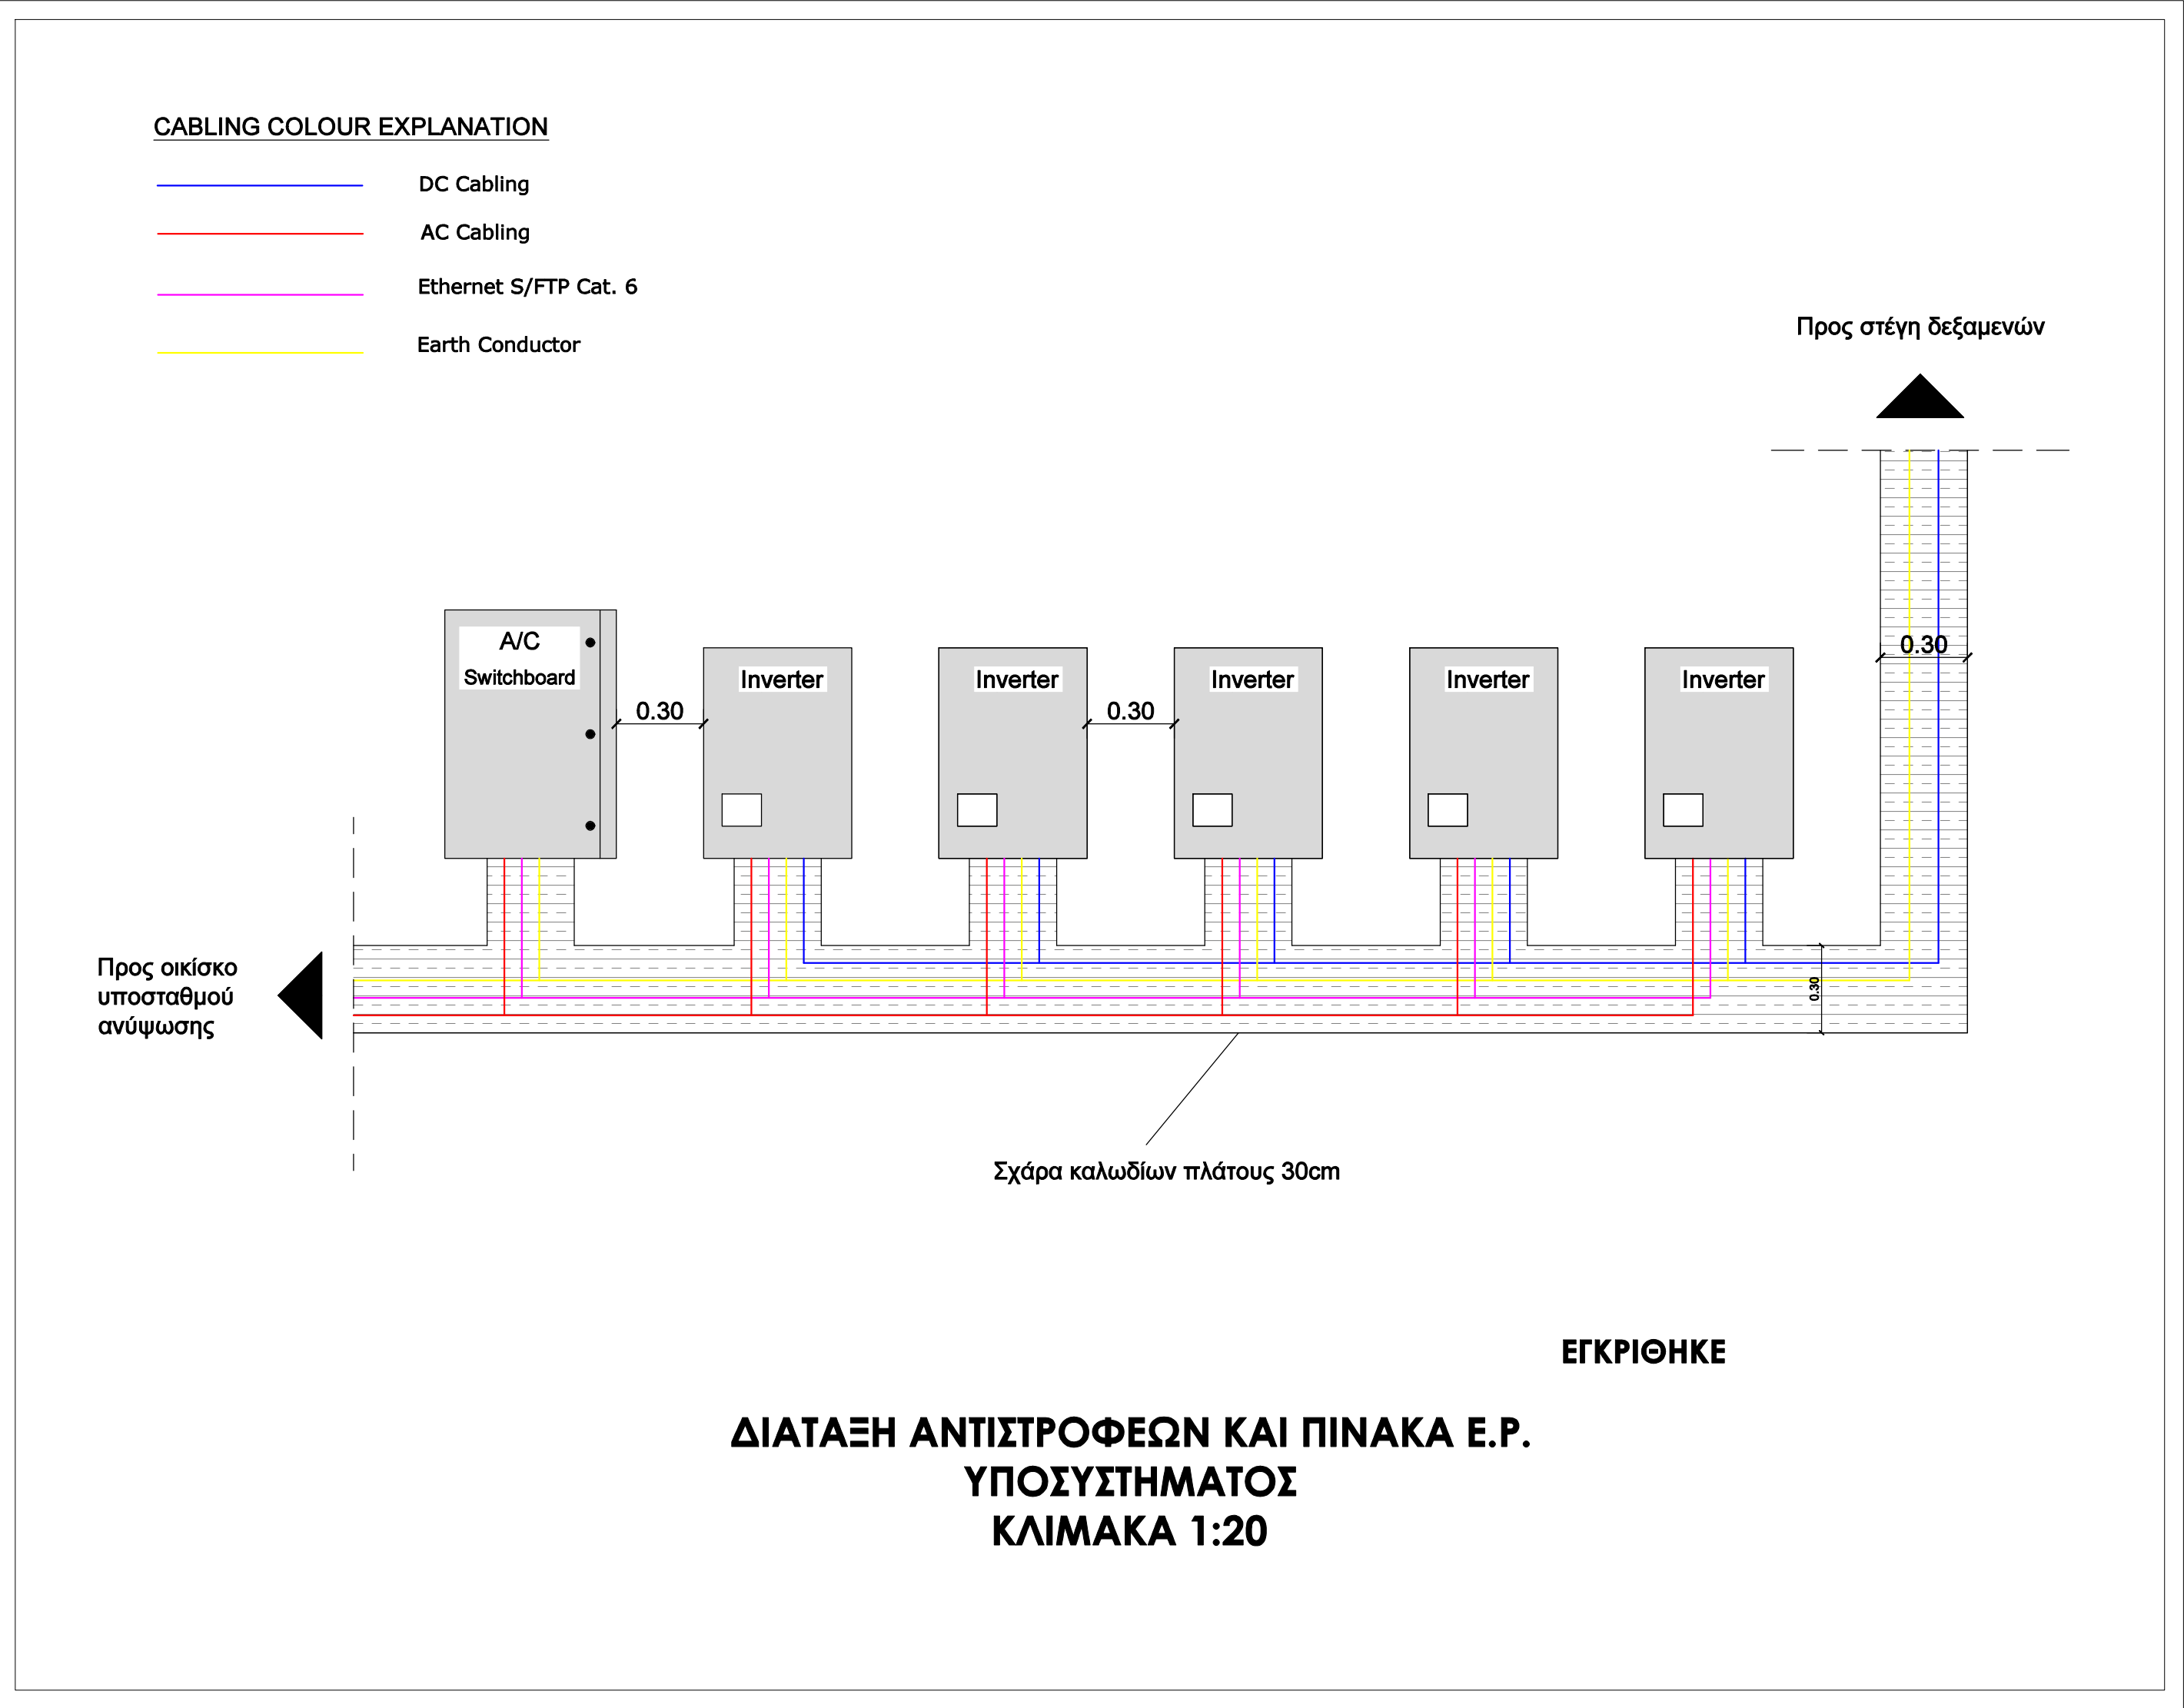 CABLING COLOUR EXPLANATION
DC Cabling
AC Cabling
Ethernet S/FTP Cat. 6
Earth Conductor
Προς στέγη δεξαμενών
0.30
A/C
Switchboard
0.30
Inverter
Inverter
0.30
Inverter
Inverter
Inverter
0.30
Προς οικίσκο
υποσταθμού
ανύψωσης
Σχάρα καλωδίων πλάτους 30cm
ΕΓΚΡΙΘΗΚΕ
ΔΙΑΤΑΞΗ ΑΝΤΙΣΤΡΟΦΕΩΝ ΚΑΙ ΠΙΝΑΚΑ Ε.Ρ.
ΥΠΟΣΥΣΤΗΜΑΤΟΣ
ΚΛΙΜΑΚΑ 1:20